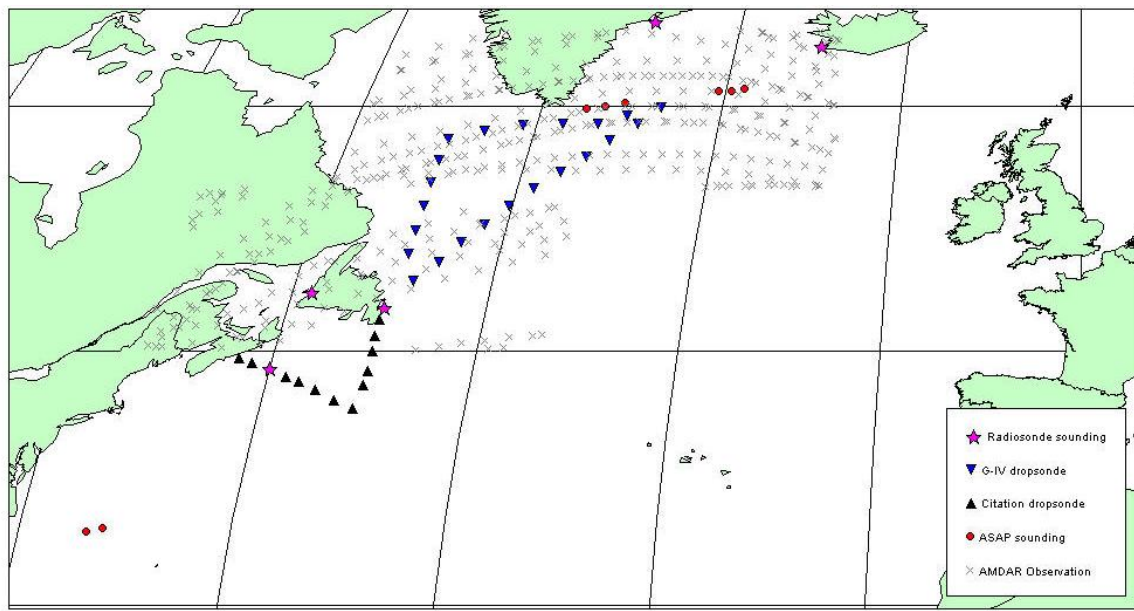 Radiosonde sounding
G-IV dropsonde
Citation dropsonde
ASAP sounding
AMDAR Observation